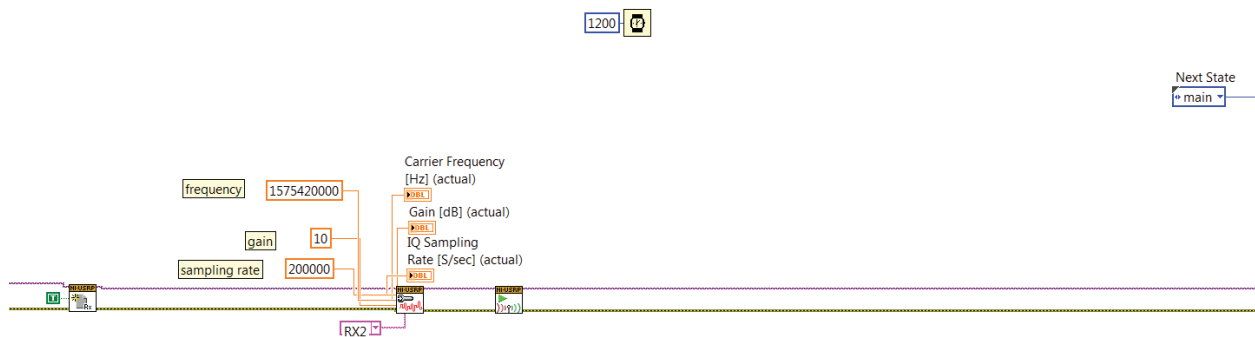 1200
Next State
main
Carrier Frequency
[Hz] (actual)
frequency
1575420000
DBL
Gain [dB] (actual)
DBL
gain
10
IQ Sampling
Rate [S/sec] (actual)
sampling rate
200000
DBL
NI-USRP
NI-USRP
NI-USRP
T
Rx
RX2